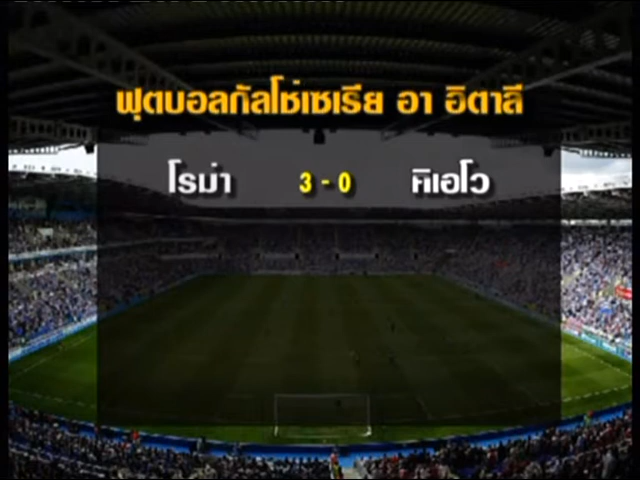 ฟุตบอลกัลโช่เซเรีย อา อิตาลี
โรม่า 3 - 0 คิเอโว